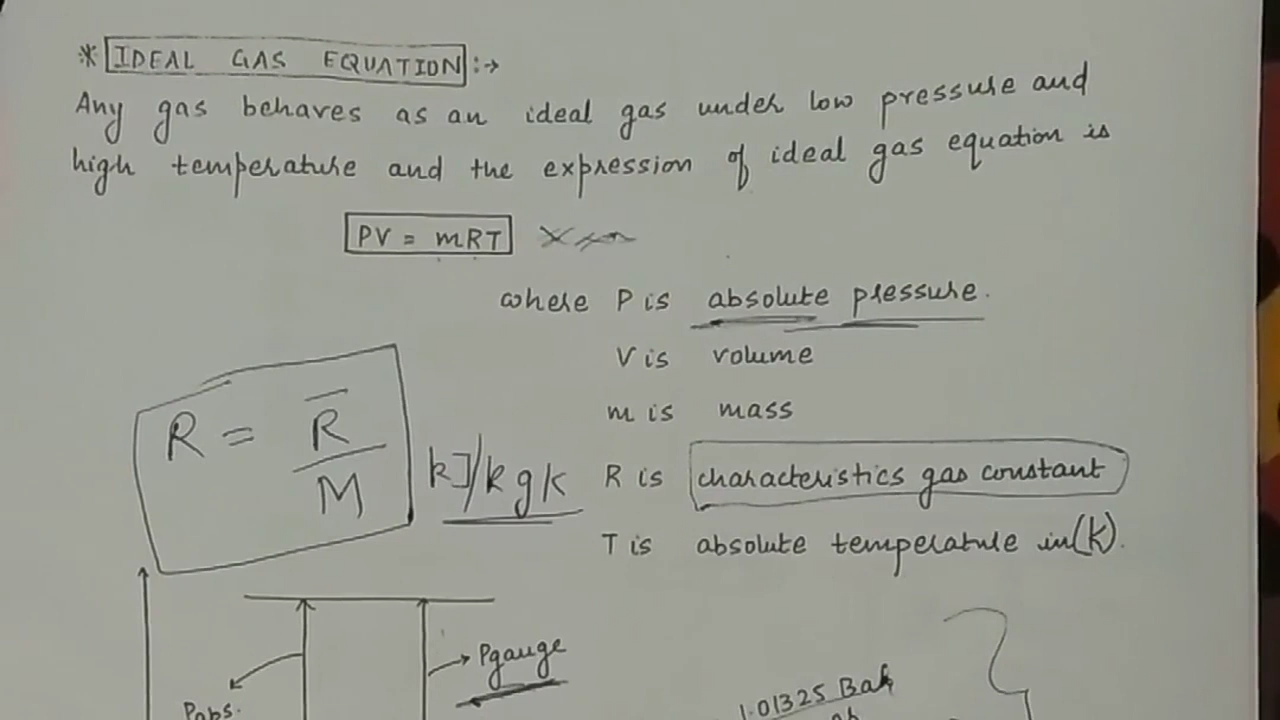 * IDEAL GAS EQUATION :→
Any gas behaves as an ideal gas under low pressure and
high temperature and the expression of ideal gas equation is
PV = mRT
where P is absolute pressure.
V is volume
m is mass
R = R̅/M kJ/kgk
R is characteristics gas constant
T is absolute temperature in (k).
Pgauge
Pabs.
1.01325 Bar